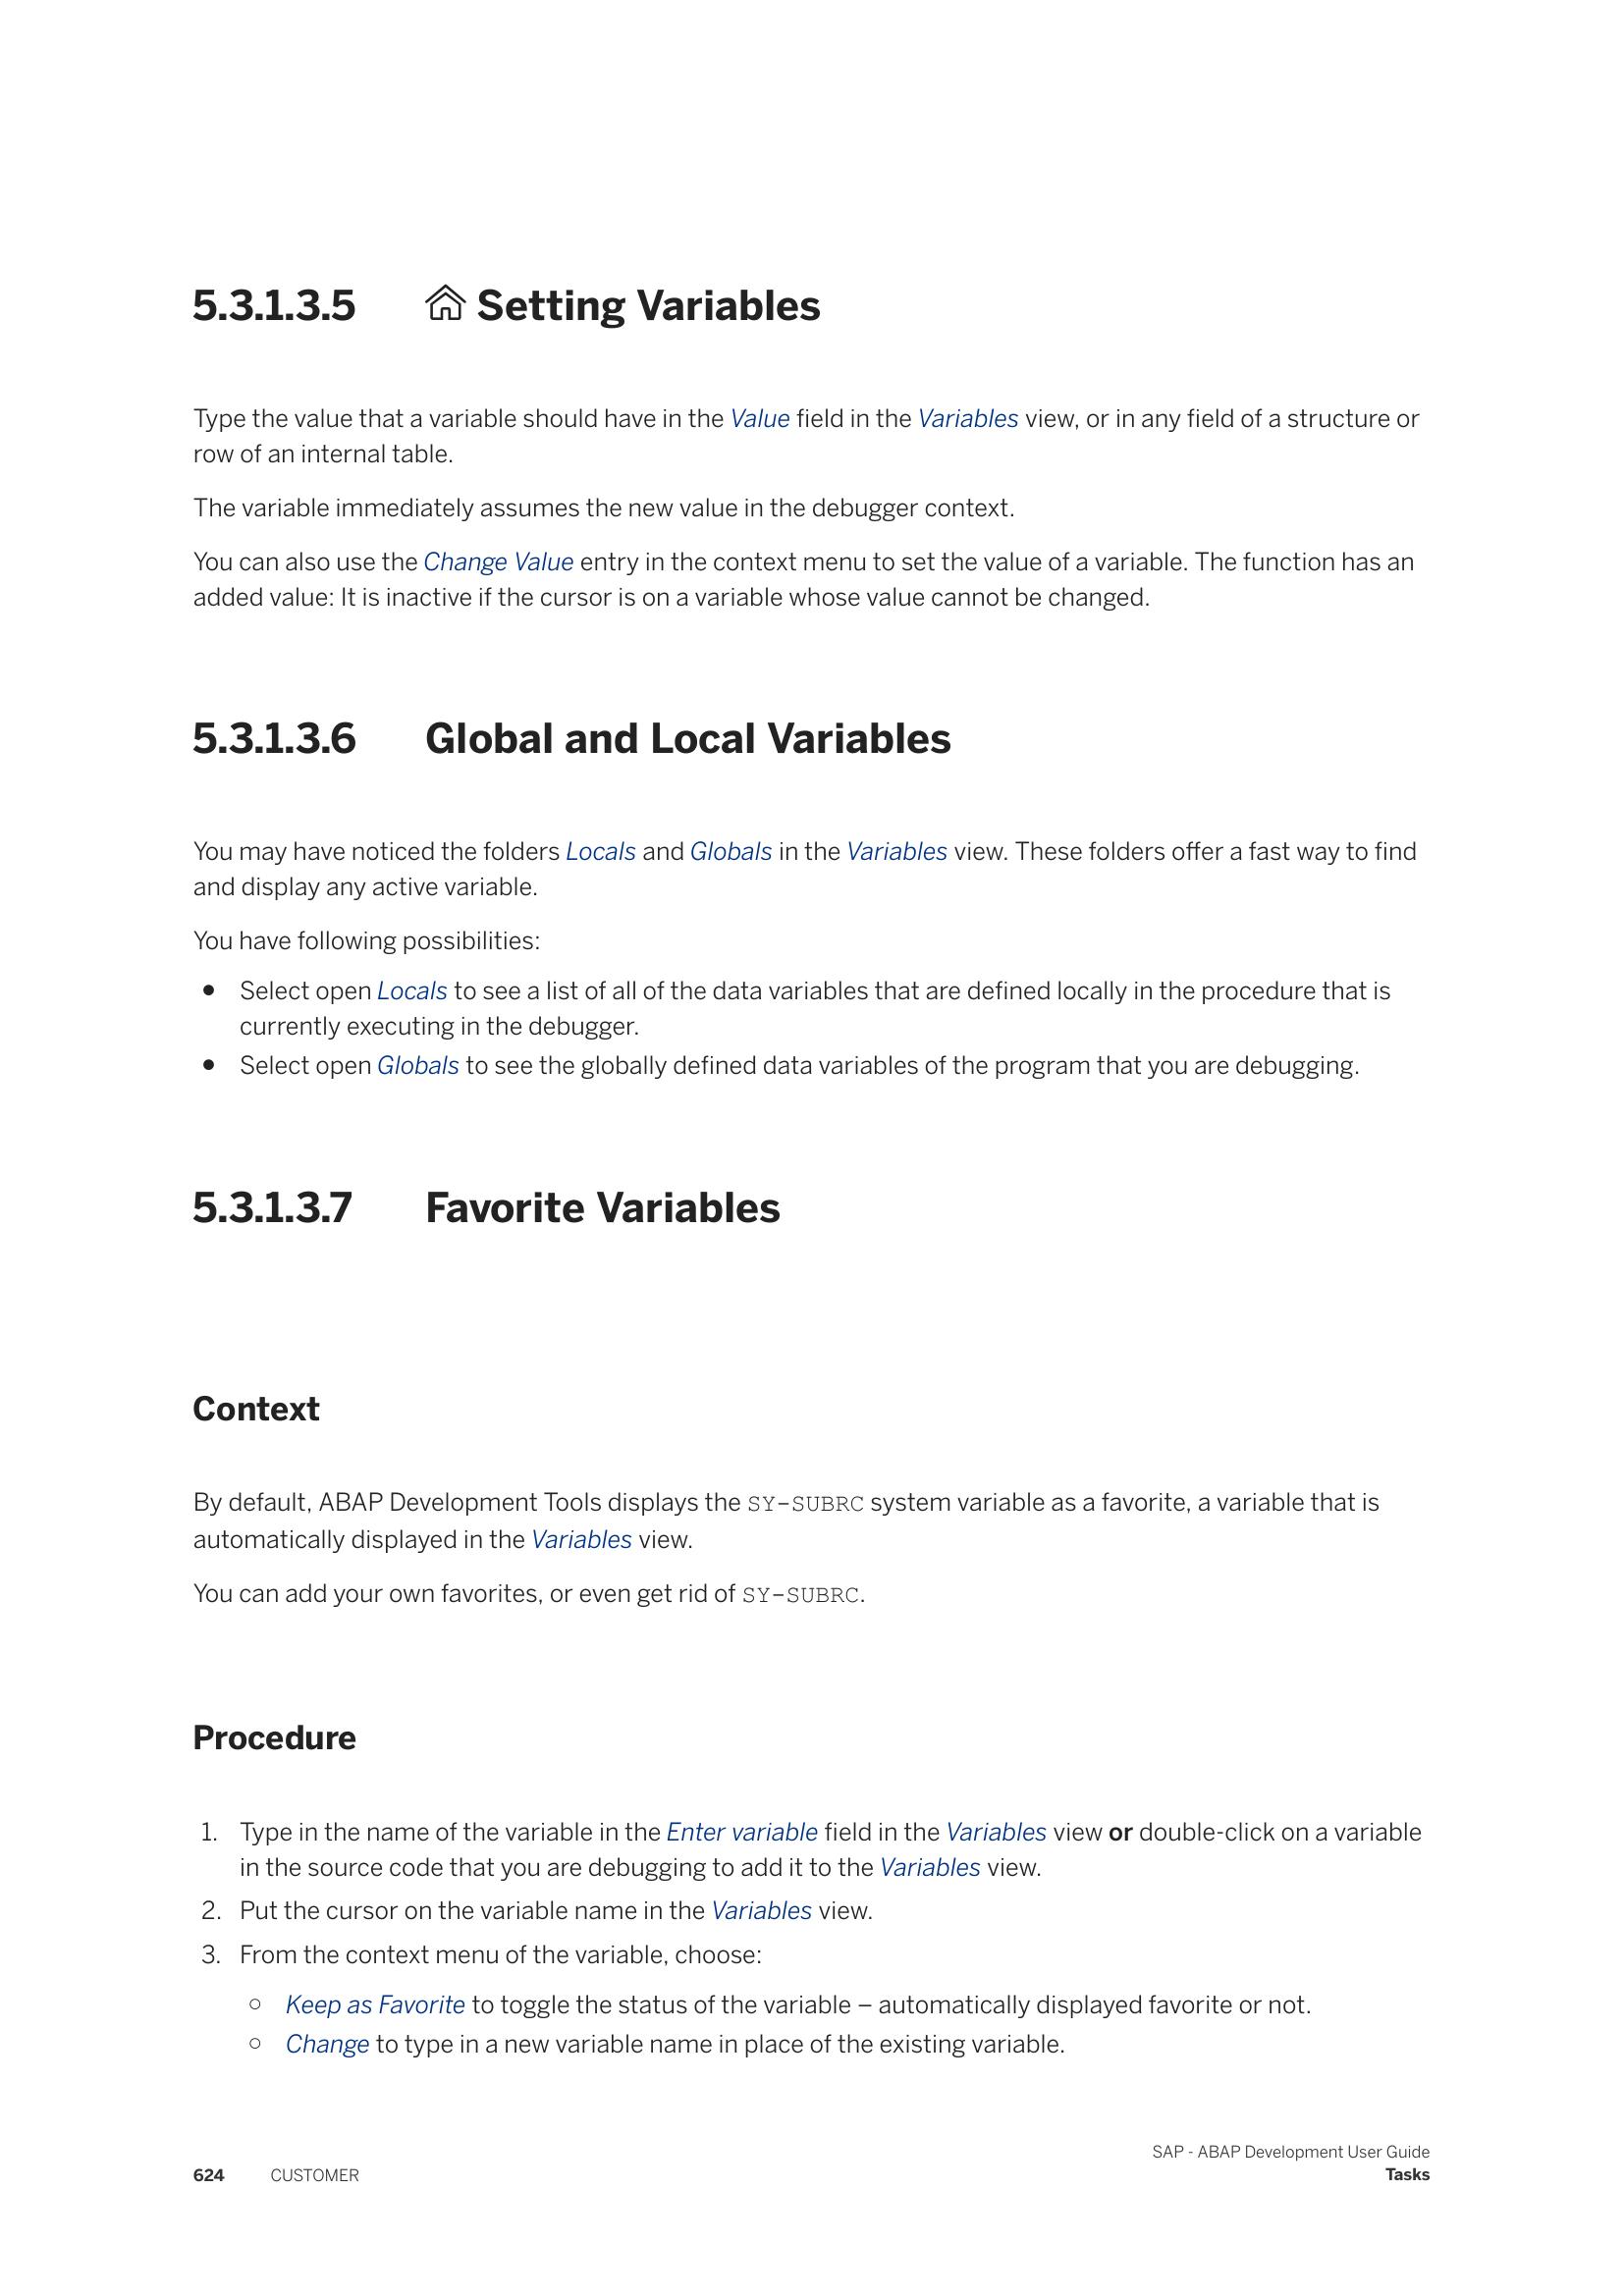 5.3.1.3.5 Setting Variables
Type the value that a variable should have in the Value field in the Variables view, or in any field of a structure or
row of an internal table.
The variable immediately assumes the new value in the debugger context.
You can also use the Change Value entry in the context menu to set the value of a variable. The function has an
added value: It is inactive if the cursor is on a variable whose value cannot be changed.
5.3.1.3.6 Global and Local Variables
You may have noticed the folders Locals and Globals in the Variables view. These folders offer a fast way to find
and display any active variable.
You have following possibilities:
● Select open Locals to see a list of all of the data variables that are defined locally in the procedure that is
currently executing in the debugger.
● Select open Globals to see the globally defined data variables of the program that you are debugging.
5.3.1.3.7 Favorite Variables
Context
By default, ABAP Development Tools displays the SY-SUBRC system variable as a favorite, a variable that is
automatically displayed in the Variables view.
You can add your own favorites, or even get rid of SY-SUBRC.
Procedure
1. Type in the name of the variable in the Enter variable field in the Variables view or double-click on a variable
in the source code that you are debugging to add it to the Variables view.
2. Put the cursor on the variable name in the Variables view.
3. From the context menu of the variable, choose:
○ Keep as Favorite to toggle the status of the variable – automatically displayed favorite or not.
○ Change to type in a new variable name in place of the existing variable.
SAP - ABAP Development User Guide
624 CUSTOMER Tasks